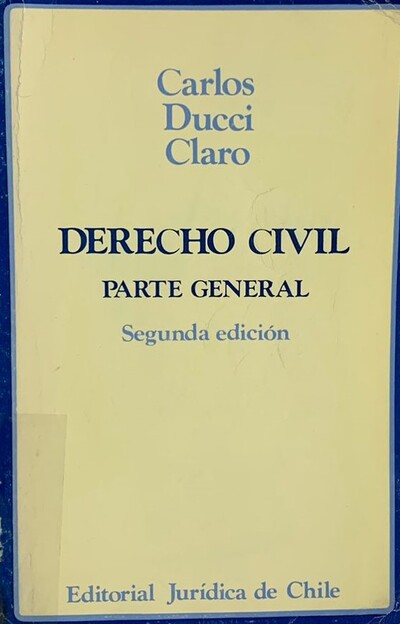 Carlos
Ducci
Claro
DERECHO CIVIL
PARTE GENERAL
Segunda edición
Editorial Jurídica de Chile